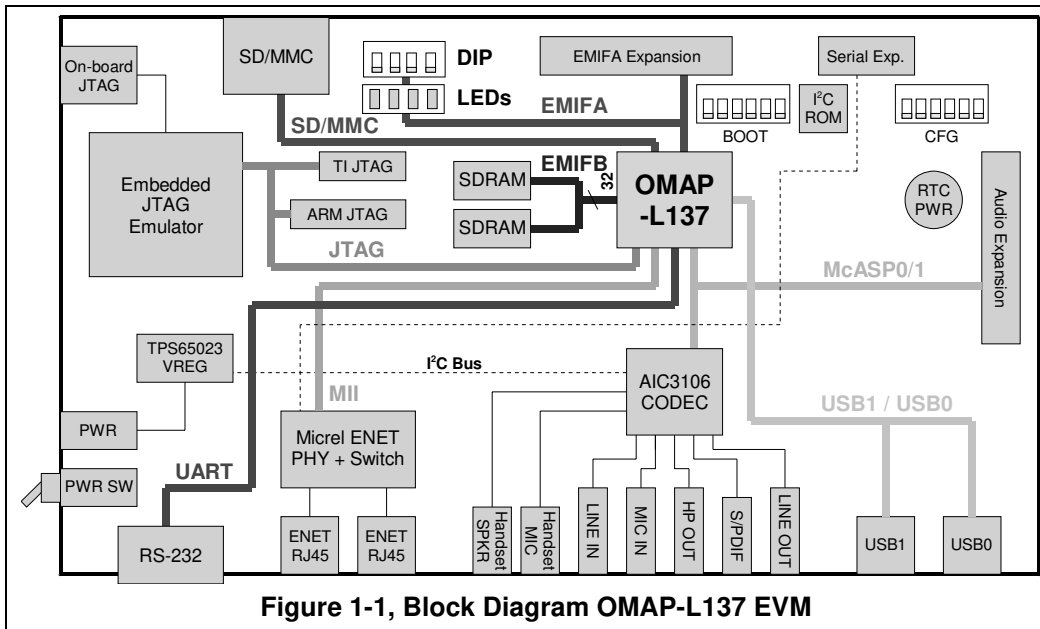 SD/MMC
DIP
LEDs
EMIFA Expansion
Serial Exp.
On-board
JTAG
EMIFA
SD/MMC
BOOT
I²C
ROM
CFG
Embedded
JTAG
Emulator
TI JTAG
ARM JTAG
JTAG
EMIFB
32
SDRAM
SDRAM
OMAP
-L137
RTC
PWR
Audio Expansion
McASP0/1
TPS65023
VREG
I²C Bus
MII
AIC3106
CODEC
USB1 / USB0
PWR
PWR SW
UART
Micrel ENET
PHY + Switch
RS-232
ENET
RJ45
ENET
RJ45
Handset
SPKR
Handset
MIC
LINE IN
MIC IN
HP OUT
S/PDIF
LINE OUT
USB1
USB0
Figure 1-1, Block Diagram OMAP-L137 EVM